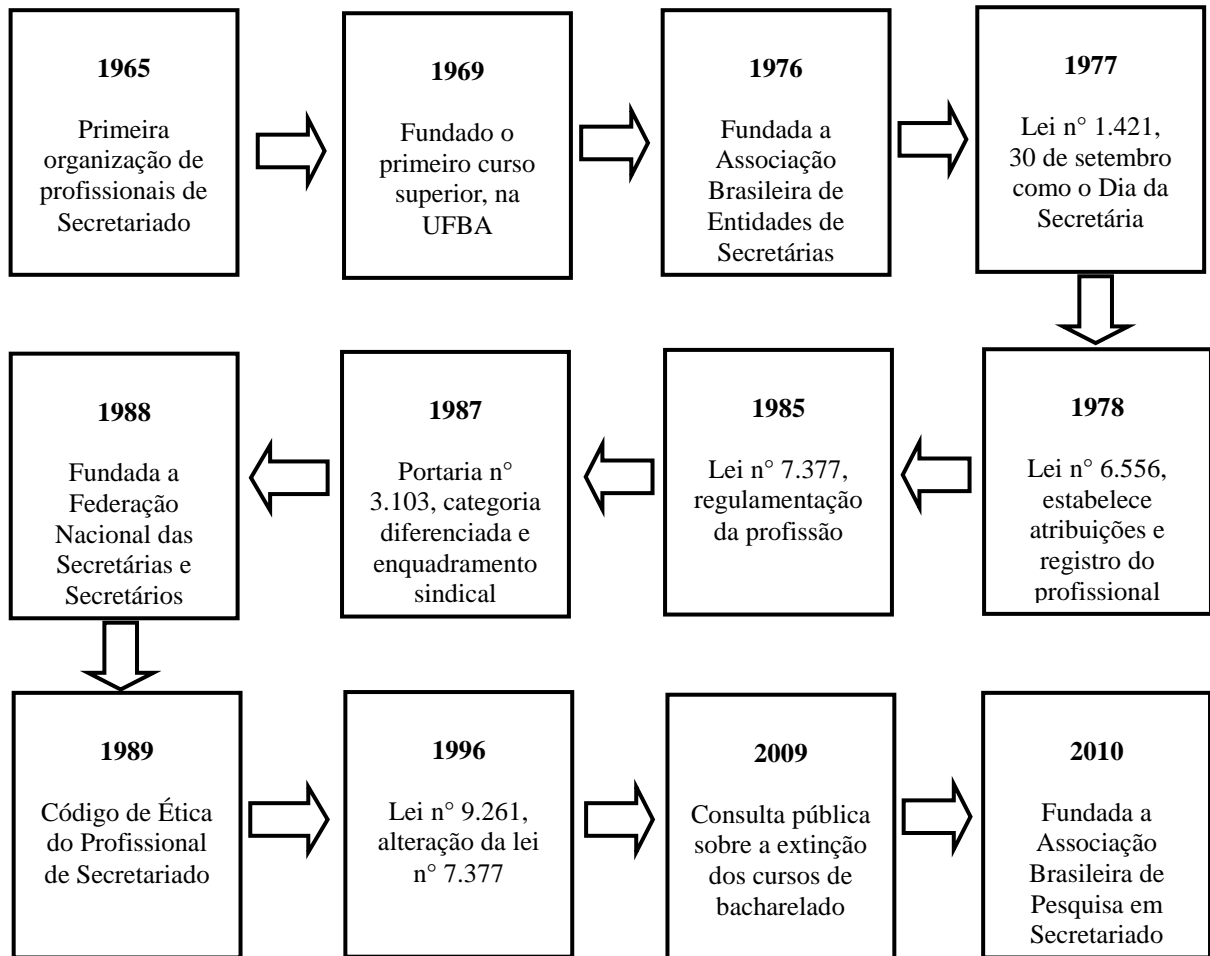 1965
Primeira
organização de
profissionais de
Secretariado
1969
Fundado o
primeiro curso
superior, na
UFBA
1976
Fundada a
Associação
Brasileira de
Entidades de
Secretárias
1977
Lei n° 1.421,
30 de setembro
como o Dia da
Secretária
1978
Lei n° 6.556,
estabelece
atribuições e
registro do
profissional
1985
Lei n° 7.377,
regulamentação
da profissão
1987
Portaria n°
3.103, categoria
diferenciada e
enquadramento
sindical
1988
Fundada a
Federação
Nacional das
Secretárias e
Secretários
1989
Código de Ética
do Profissional
de Secretariado
1996
Lei n° 9.261,
alteração da lei
n° 7.377
2009
Consulta pública
sobre a extinção
dos cursos de
bacharelado
2010
Fundada a
Associação
Brasileira de
Pesquisa em
Secretariado